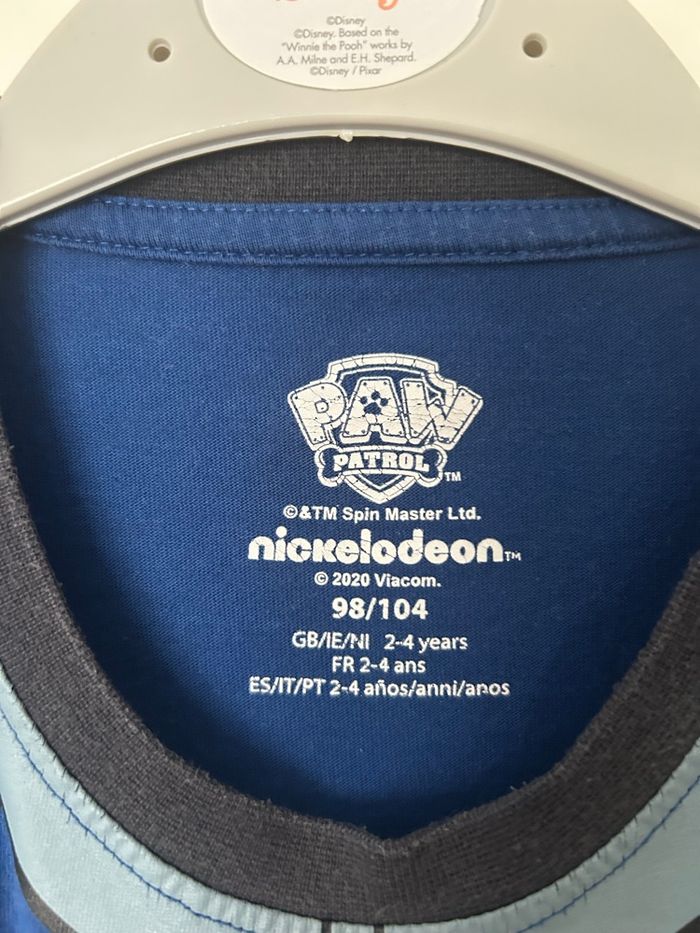 ©Disney
©Disney. Based on the
"Winnie the Pooh" works by
A.A. Milne and E.H. Shepard.
©Disney / Pixar
PAW
PATROL TM
©&TM Spin Master Ltd.
nickelodeon TM
© 2020 Viacom.
98/104
GB/IE/NI 2-4 years
FR 2-4 ans
ES/IT/PT 2-4 años/anni/anos